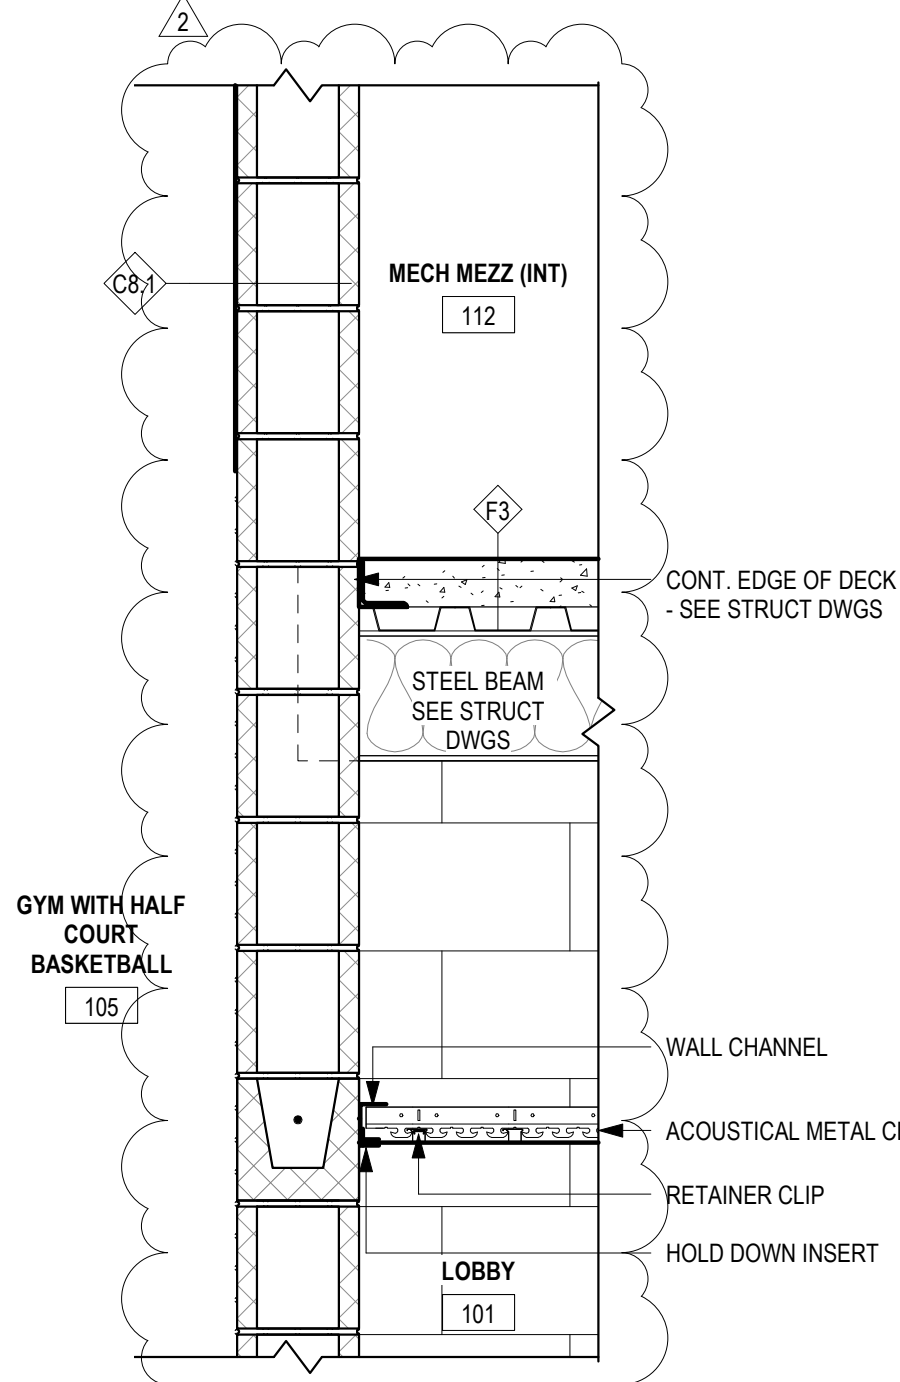 2
C8.1
MECH MEZZ (INT)
112
F3
CONT. EDGE OF DECK
- SEE STRUCT DWGS
STEEL BEAM
SEE STRUCT
DWGS
GYM WITH HALF
COURT
BASKETBALL
105
WALL CHANNEL
ACOUSTICAL METAL
RETAINER CLIP
HOLD DOWN INSERT
LOBBY
101